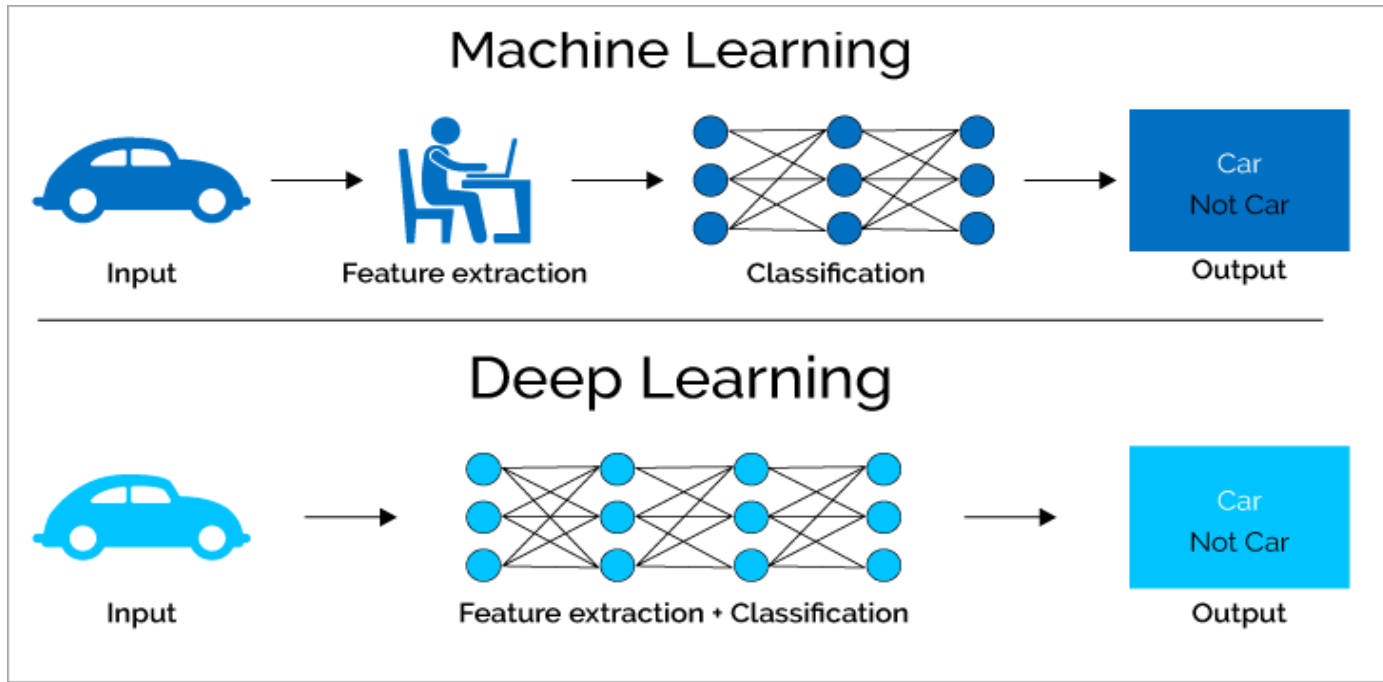 Machine Learning
Input
Feature extraction
Classification
Car
Not Car
Output
Deep Learning
Input
Feature extraction + Classification
Car
Not Car
Output